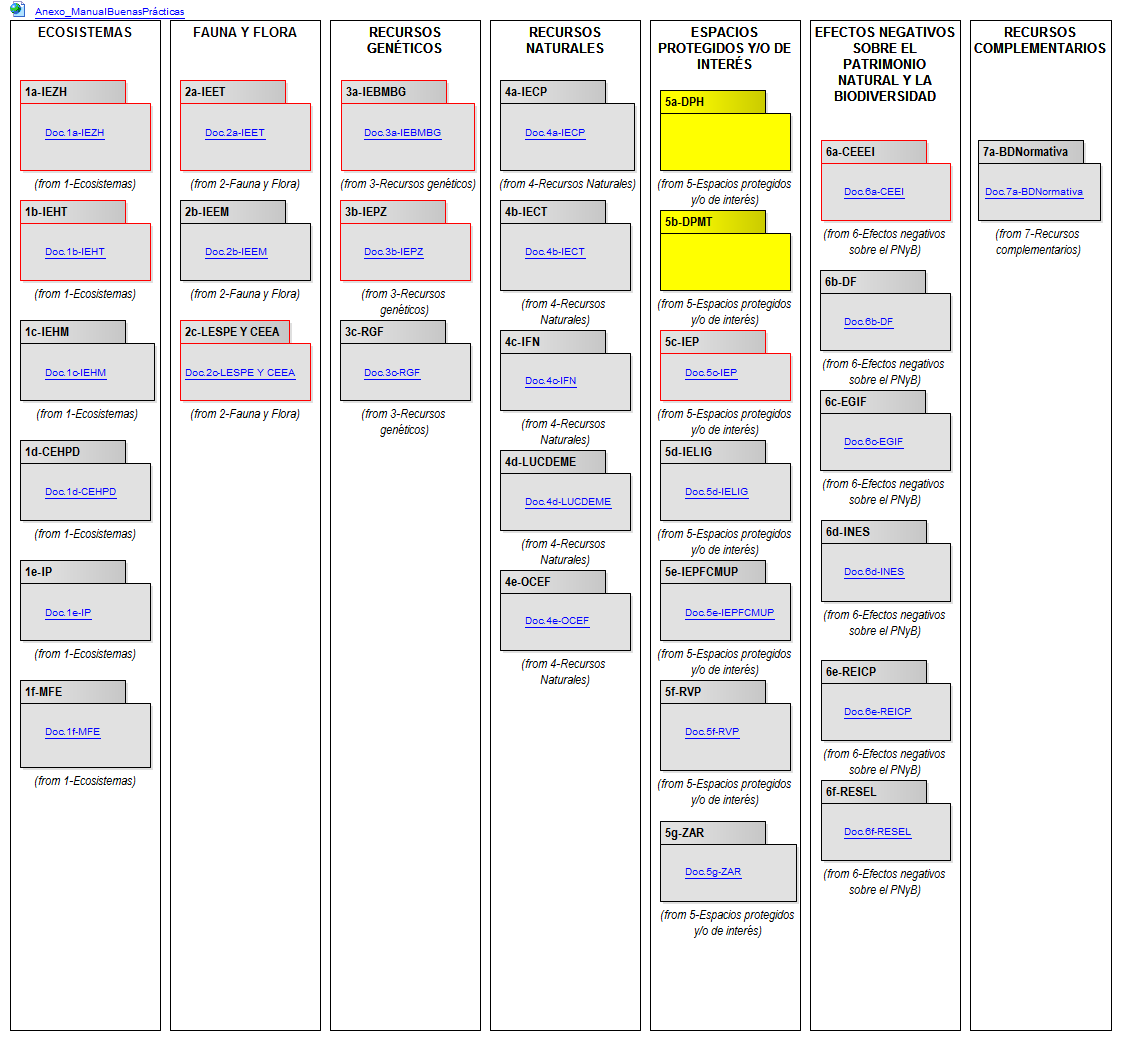 Anexo_ManualBuenasPrácticas
ECOSISTEMAS
1a-IEZH
Doc.1a-IEZH
(from 1-Ecosistemas)
1b-IEHT
Doc.1b-IEHT
(from 1-Ecosistemas)
1c-IEHM
Doc.1c-IEHM
(from 1-Ecosistemas)
1d-CEHPD
Doc.1d-CEHPD
(from 1-Ecosistemas)
1e-IP
Doc.1e-IP
(from 1-Ecosistemas)
1f-MFE
Doc.1f-MFE
(from 1-Ecosistemas)
FAUNA Y FLORA
2a-IEET
Doc.2a-IEET
(from 2-Fauna y Flora)
2b-IEEM
Doc.2b-IEEM
(from 2-Fauna y Flora)
2c-LESPE Y CEEA
Doc.2c-LESPE Y CEEA
(from 2-Fauna y Flora)
RECURSOS
GENÉTICOS
3a-IEBMBG
Doc.3a-IEBMBG
(from 3-Recursos genéticos)
3b-IEPZ
Doc.3b-IEPZ
(from 3-Recursos
genéticos)
3c-RGF
Doc.3c-RGF
(from 3-Recursos
genéticos)
RECURSOS
NATURALES
4a-IECP
Doc.4a-IECP
(from 4-Recursos Naturales)
4b-IECT
Doc.4b-IECT
(from 4-Recursos
Naturales)
4c-IFN
Doc.4c-IFN
(from 4-Recursos
Naturales)
4d-LUCDEME
Doc.4d-LUCDEME
(from 4-Recursos
Naturales)
4e-OCEF
Doc.4e-OCEF
(from 4-Recursos
Naturales)
ESPACIOS
PROTEGIDOS Y/O DE
INTERÉS
5a-DPH
(from 5-Espacios protegidos
y/o de interés)
5b-DPMT
(from 5-Espacios protegidos
y/o de interés)
5c-IEP
Doc.5c-IEP
(from 5-Espacios protegidos
y/o de interés)
5d-IELIG
Doc.5d-IELIG
(from 5-Espacios protegidos
y/o de interés)
5e-IEPFCMUP
Doc.5e-IEPFCMUP
(from 5-Espacios protegidos
y/o de interés)
5f-RVP
Doc.5f-RVP
(from 5-Espacios protegidos
y/o de interés)
5g-ZAR
Doc.5g-ZAR
(from 5-Espacios protegidos
y/o de interés)
EFECTOS NEGATIVOS
SOBRE EL
PATRIMONIO
NATURAL Y LA
BIODIVERSIDAD
6a-CEEEI
Doc.6a-CEEI
(from 6-Efectos negativos
sobre el PNyB)
6b-DF
Doc.6b-DF
(from 6-Efectos negativos
sobre el PNyB)
6c-EGIF
Doc.6c-EGIF
(from 6-Efectos negativos
sobre el PNyB)
6d-INES
Doc.6d-INES
(from 6-Efectos negativos
sobre el PNyB)
6e-REICP
Doc.6e-REICP
(from 6-Efectos negativos
sobre el PNyB)
6f-RESEL
Doc.6f-RESEL
(from 6-Efectos negativos
sobre el PNyB)
RECURSOS
COMPLEMENTARIOS
7a-BDNormativa
Doc.7a-BDNormativa
(from 7-Recursos
complementarios)